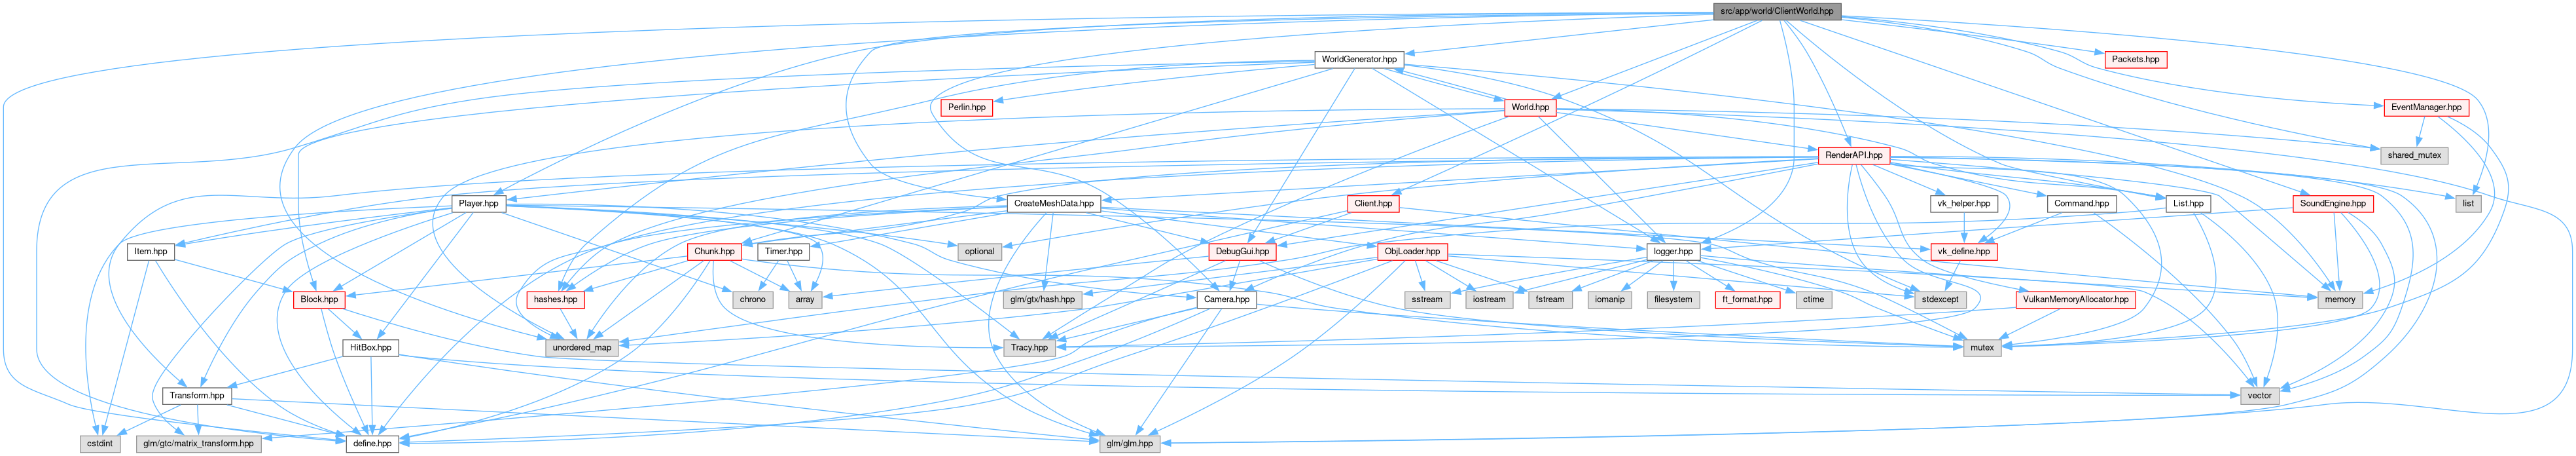 src/app/world/ClientWorld.hpp
WorldGenerator.hpp
Packets.hpp
Perlin.hpp
World.hpp
EventManager.hpp
RenderAPI.hpp
shared_mutex
Player.hpp
CreateMeshData.hpp
Client.hpp
vk_helper.hpp
Command.hpp
List.hpp
SoundEngine.hpp
list
Item.hpp
optional
Chunk.hpp
Timer.hpp
DebugGui.hpp
ObjLoader.hpp
logger.hpp
vk_define.hpp
Block.hpp
hashes.hpp
chrono
array
glm/gtx/hash.hpp
Camera.hpp
sstream
iostream
fstream
iomanip
filesystem
ft_format.hpp
ctime
stdexcept
VulkanMemoryAllocator.hpp
memory
unordered_map
HitBox.hpp
Tracy.hpp
mutex
Transform.hpp
vector
cstdint
glm/gtc/matrix_transform.hpp
define.hpp
glm/glm.hpp